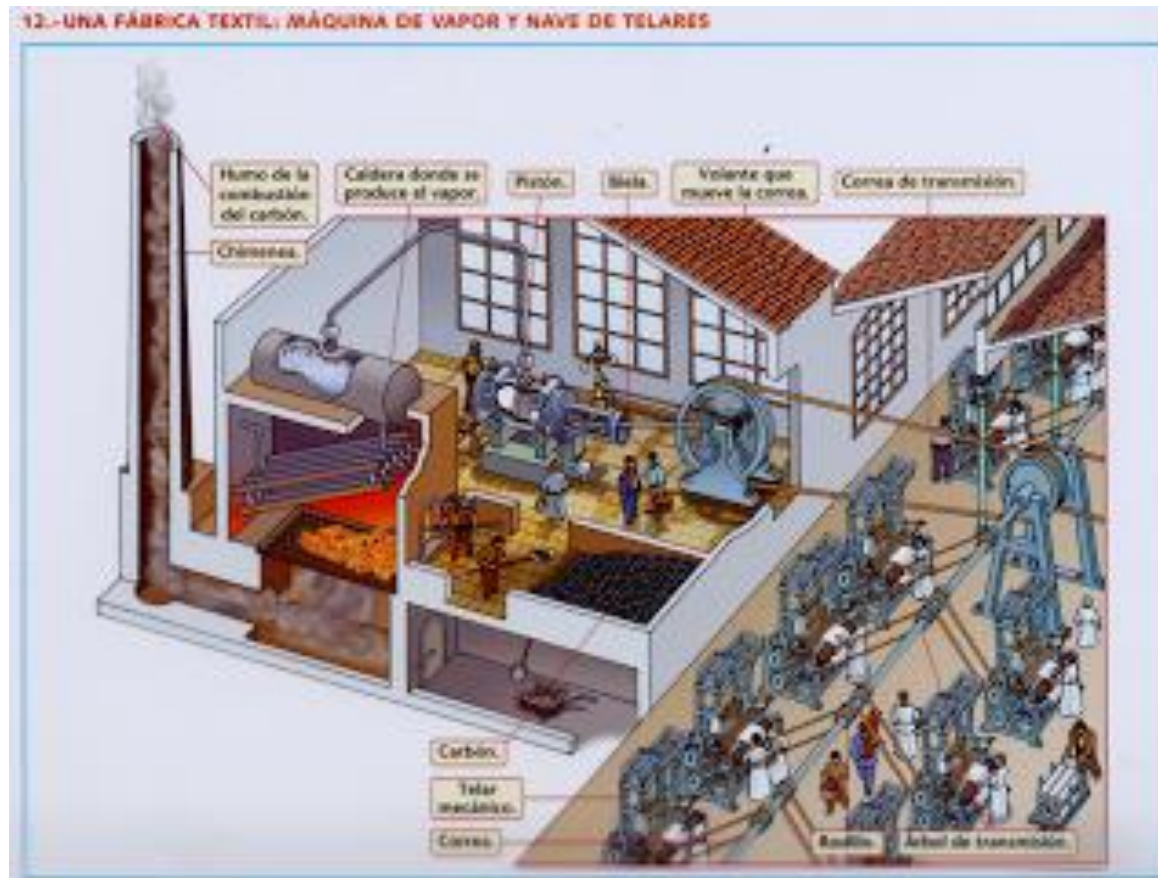 12.-UNA FÁBRICA TEXTIL: MÁQUINA DE VAPOR Y NAVE DE TELARES
Humo de la
combustión
del carbón.
Caldera donde se
produce el vapor.
Pistón.
Biela.
Volante que
mueve la correa.
Correa de transmisión.
Chimenea.
Carbón.
Telar
mecánico.
Correa.
Rodillo.
Árbol de transmisión.